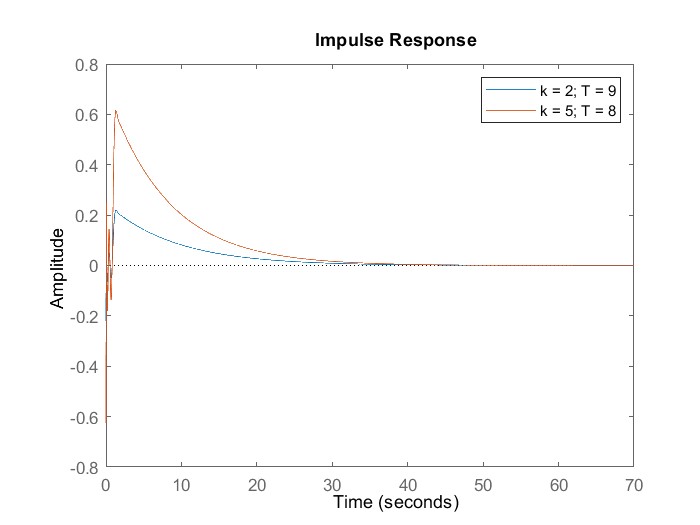 Impulse Response
k = 2; T = 9
k = 5; T = 8
Amplitude
0.8
0.6
0.4
0.2
0
-0.2
-0.4
-0.6
-0.8
0 10 20 30 40 50 60 70
Time (seconds)